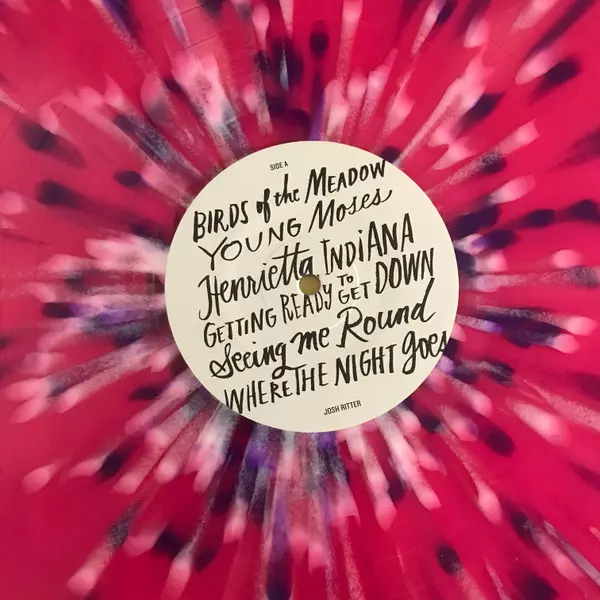 SIDE A
BIRDS of the MEADOW
YOUNG Moses
Henrietta INDiANA
GETTING READY TO GET DOWN
Seeing me Round
WHERE THE NIGHT goes
JOSH RITTER